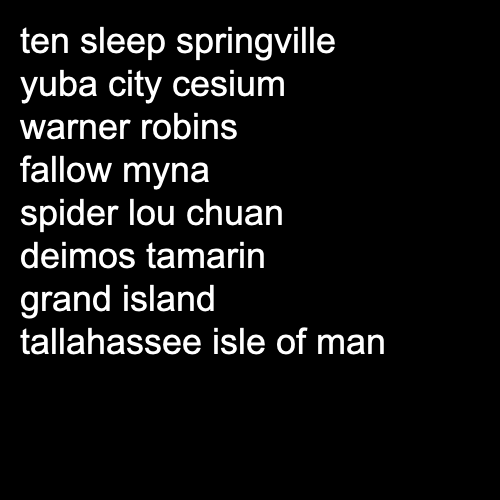 ten sleep springville
yuba city cesium
warner robins
fallow myna
spider lou chuan
deimos tamarin
grand island
tallahassee isle of man